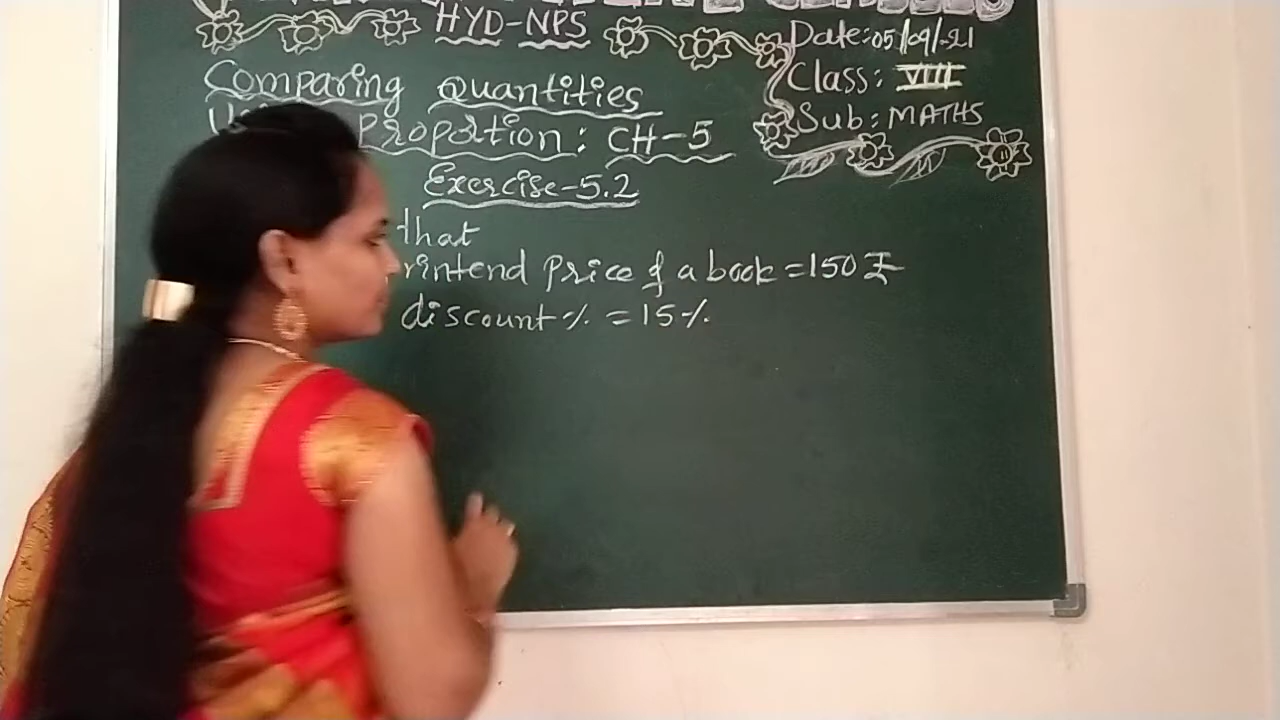 HYD-NPS
Date:05/09/-21
Comparing Quantities
Class: VIII
Proportion: CH-5
Sub: MATHS
Exercise-5.2
that
rintend price of a book =150 ₹
discount % =15%